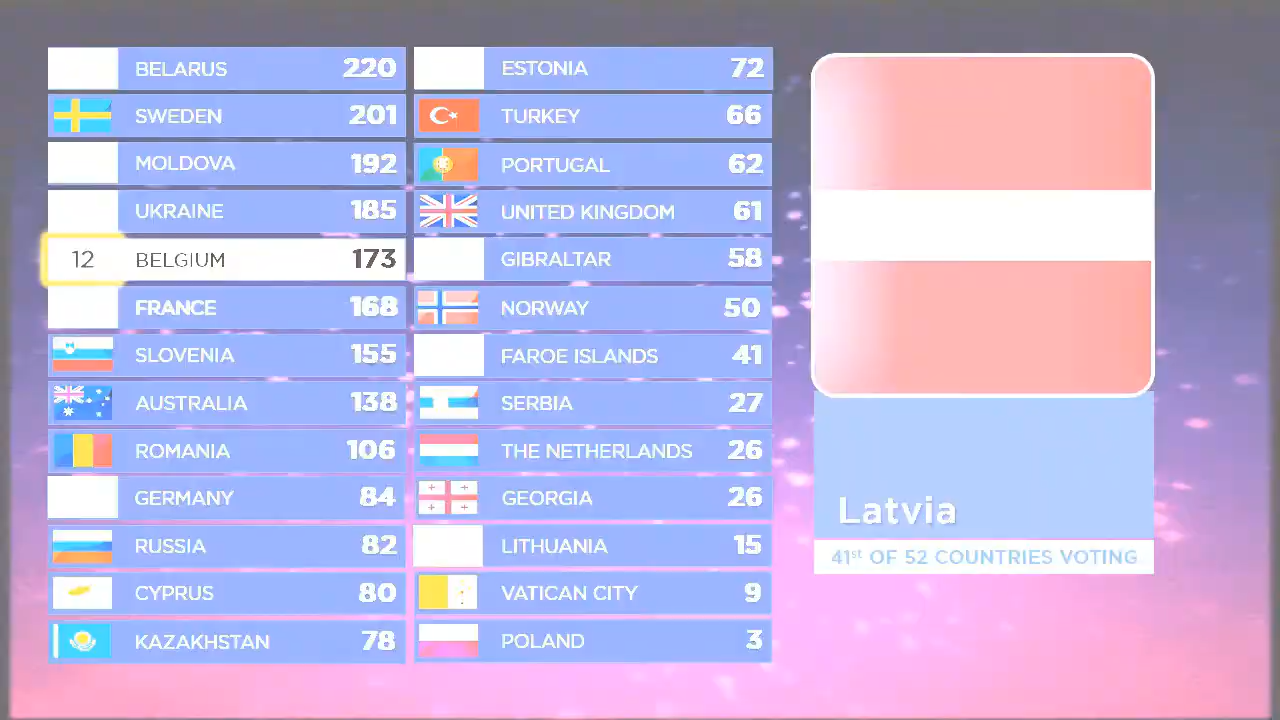 BELARUS 220
SWEDEN 201
MOLDOVA 192
UKRAINE 185
12 BELGIUM 173
FRANCE 168
SLOVENIA 155
AUSTRALIA 138
ROMANIA 106
GERMANY 84
RUSSIA 82
CYPRUS 80
KAZAKHSTAN 78
ESTONIA 72
TURKEY 66
PORTUGAL 62
UNITED KINGDOM 61
GIBRALTAR 58
NORWAY 50
FAROE ISLANDS 41
SERBIA 27
THE NETHERLANDS 26
GEORGIA 26
LITHUANIA 15
VATICAN CITY 9
POLAND 3
Latvia
41st OF 52 COUNTRIES VOTING